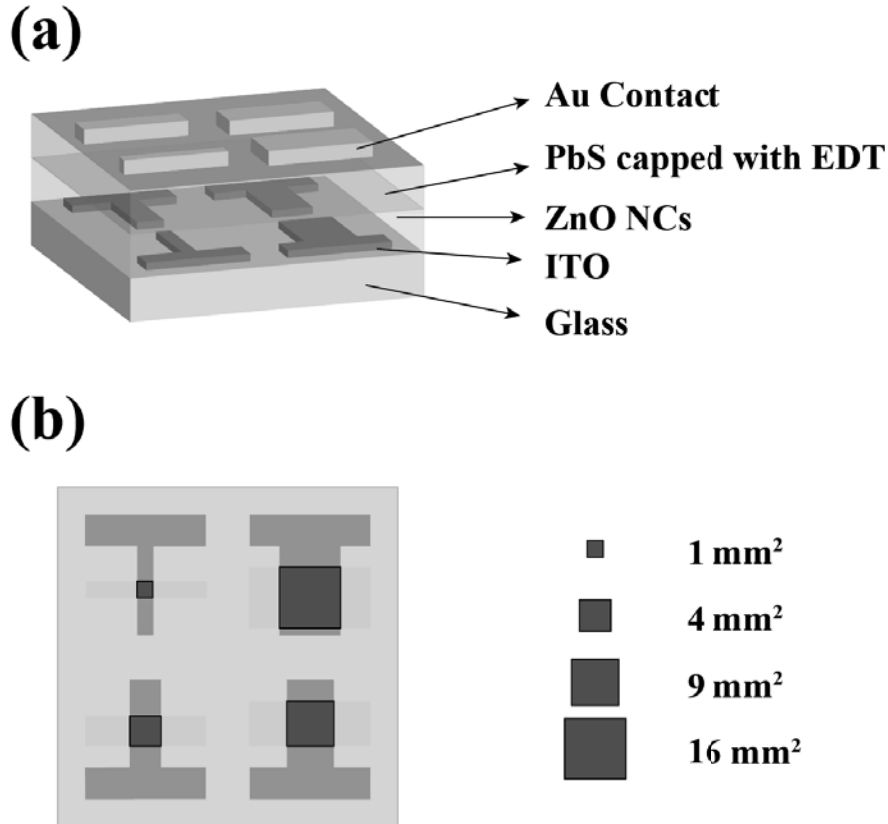 (a)
Au Contact
PbS capped with EDT
ZnO NCs
ITO
Glass
(b)
1 mm²
4 mm²
9 mm²
16 mm²